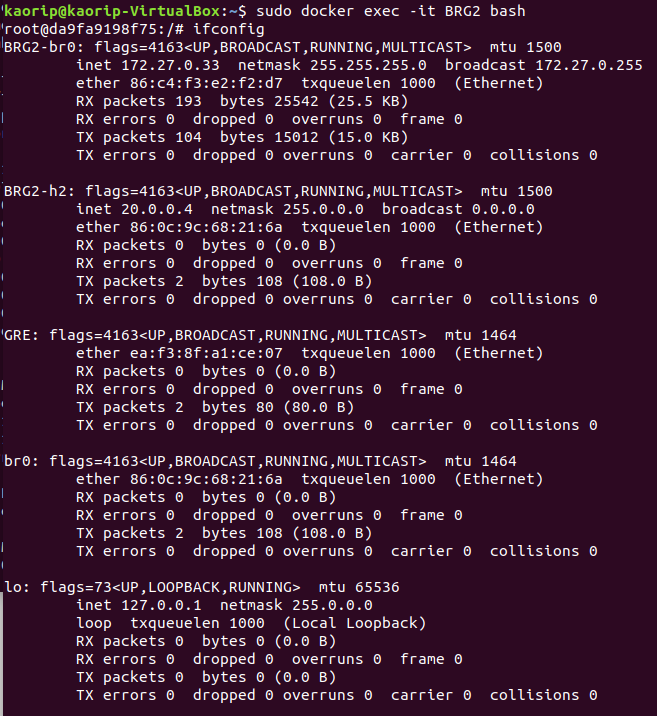 kaorip@kaorip-VirtualBox:~$ sudo docker exec -it BRG2 bash
root@da9fa9198f75:/# ifconfig
BRG2-br0: flags=4163<UP,BROADCAST,RUNNING,MULTICAST>  mtu 1500
        inet 172.27.0.33  netmask 255.255.255.0  broadcast 172.27.0.255
        ether 86:c4:f3:e2:f2:d7  txqueuelen 1000  (Ethernet)
        RX packets 193  bytes 25542 (25.5 KB)
        RX errors 0  dropped 0  overruns 0  frame 0
        TX packets 104  bytes 15012 (15.0 KB)
        TX errors 0  dropped 0 overruns 0  carrier 0  collisions 0

BRG2-h2: flags=4163<UP,BROADCAST,RUNNING,MULTICAST>  mtu 1500
        inet 20.0.0.4  netmask 255.0.0.0  broadcast 0.0.0.0
        ether 86:0c:9c:68:21:6a  txqueuelen 1000  (Ethernet)
        RX packets 0  bytes 0 (0.0 B)
        RX errors 0  dropped 0  overruns 0  frame 0
        TX packets 2  bytes 108 (108.0 B)
        TX errors 0  dropped 0 overruns 0  carrier 0  collisions 0

GRE: flags=4163<UP,BROADCAST,RUNNING,MULTICAST>  mtu 1464
        ether ea:f3:8f:a1:ce:07  txqueuelen 1000  (Ethernet)
        RX packets 0  bytes 0 (0.0 B)
        RX errors 0  dropped 0  overruns 0  frame 0
        TX packets 2  bytes 80 (80.0 B)
        TX errors 0  dropped 0 overruns 0  carrier 0  collisions 0

br0: flags=4163<UP,BROADCAST,RUNNING,MULTICAST>  mtu 1464
        ether 86:0c:9c:68:21:6a  txqueuelen 1000  (Ethernet)
        RX packets 0  bytes 0 (0.0 B)
        RX errors 0  dropped 0  overruns 0  frame 0
        TX packets 2  bytes 108 (108.0 B)
        TX errors 0  dropped 0 overruns 0  carrier 0  collisions 0

lo: flags=73<UP,LOOPBACK,RUNNING>  mtu 65536
        inet 127.0.0.1  netmask 255.0.0.0
        loop  txqueuelen 1000  (Local Loopback)
        RX packets 0  bytes 0 (0.0 B)
        RX errors 0  dropped 0  overruns 0  frame 0
        TX packets 0  bytes 0 (0.0 B)
        TX errors 0  dropped 0 overruns 0  carrier 0  collisions 0